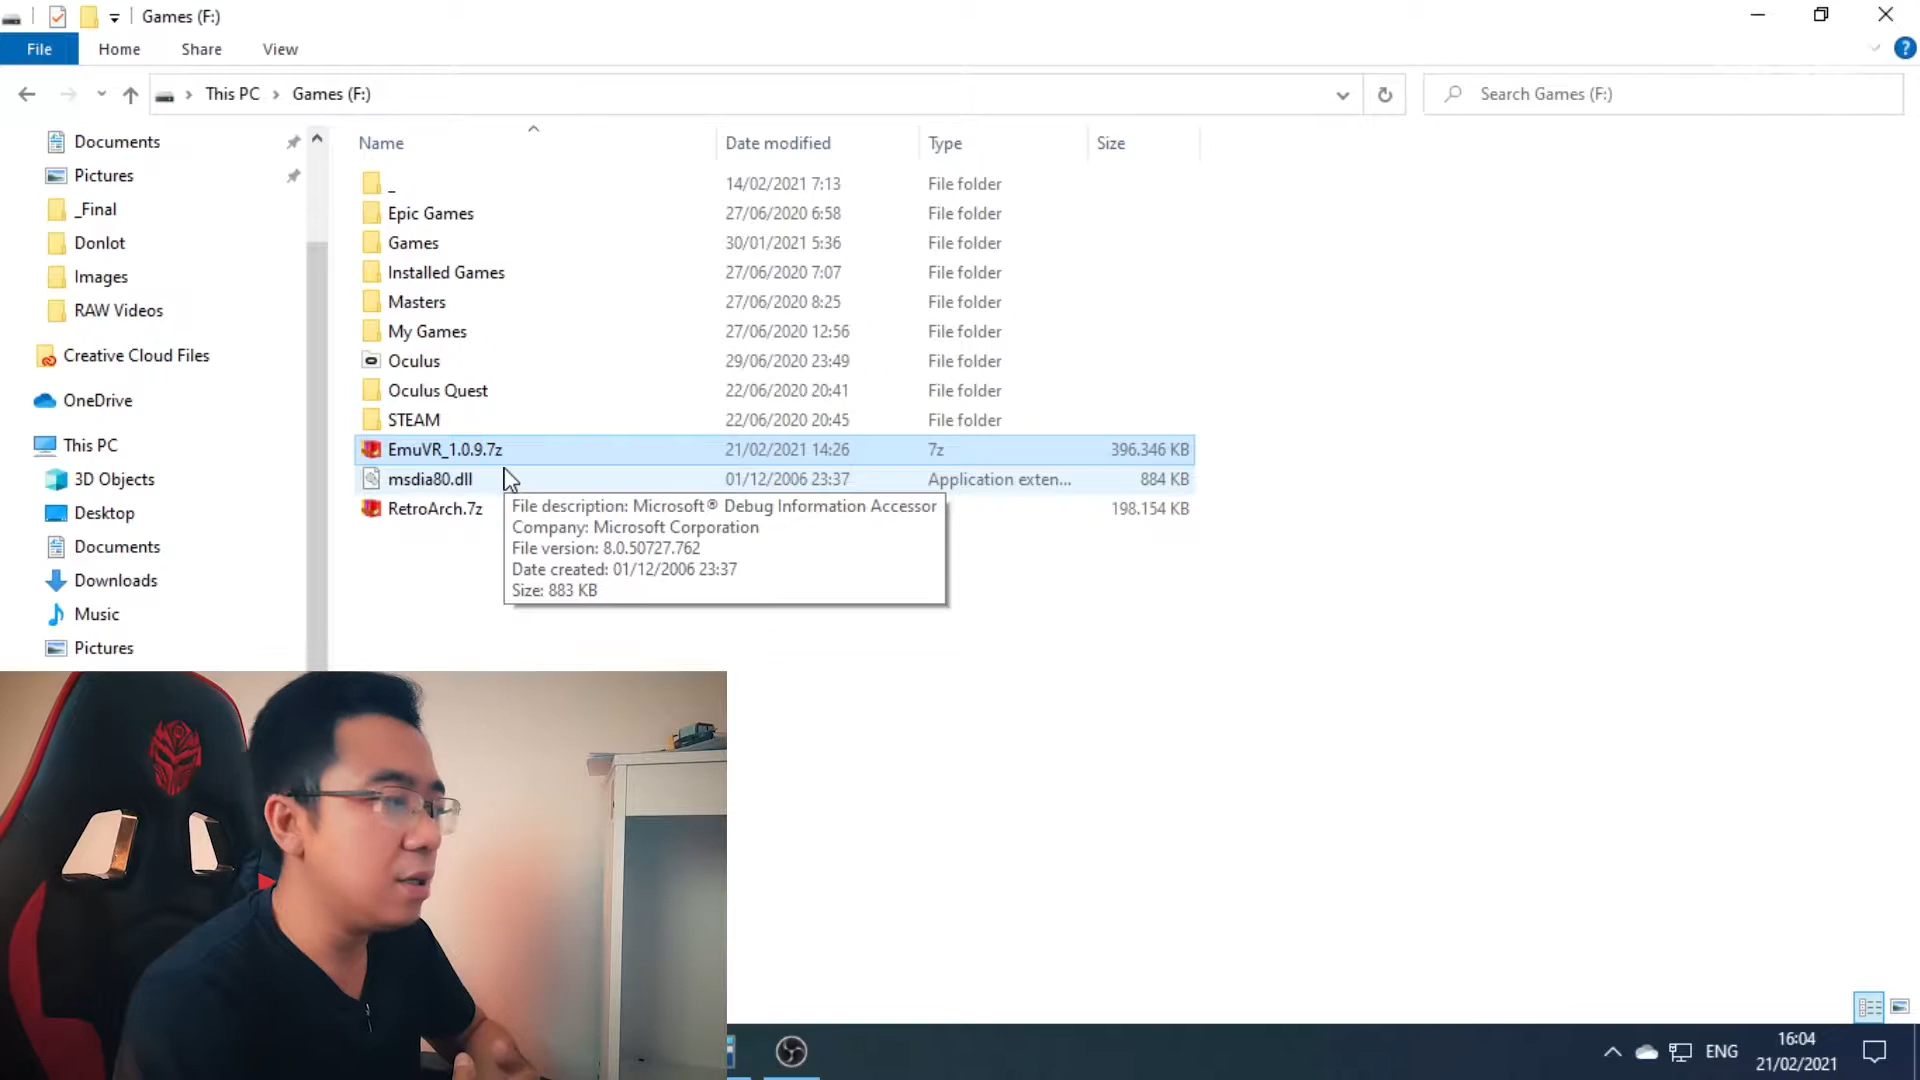 Games (F:)
File Home Share View
This PC Games (F:)
Search Games (F:)
Documents
Pictures
_Final
Donlot
Images
RAW Videos
Creative Cloud Files
OneDrive
This PC
3D Objects
Desktop
Documents
Downloads
Music
Pictures
Name Date modified Type Size
_ 14/02/2021 7:13 File folder
Epic Games 27/06/2020 6:58 File folder
Games 30/01/2021 5:36 File folder
Installed Games 27/06/2020 7:07 File folder
Masters 27/06/2020 8:25 File folder
My Games 27/06/2020 12:56 File folder
Oculus 29/06/2020 23:49 File folder
Oculus Quest 22/06/2020 20:41 File folder
STEAM 22/06/2020 20:45 File folder
EmuVR_1.0.9.7z 21/02/2021 14:26 7z 396.346 KB
msdia80.dll 01/12/2006 23:37 Application exten... 884 KB
RetroArch.7z 198.154 KB
File description: Microsoft® Debug Information Accessor
Company: Microsoft Corporation
File version: 8.0.50727.762
Date created: 01/12/2006 23:37
Size: 883 KB
ENG
16:04
21/02/2021